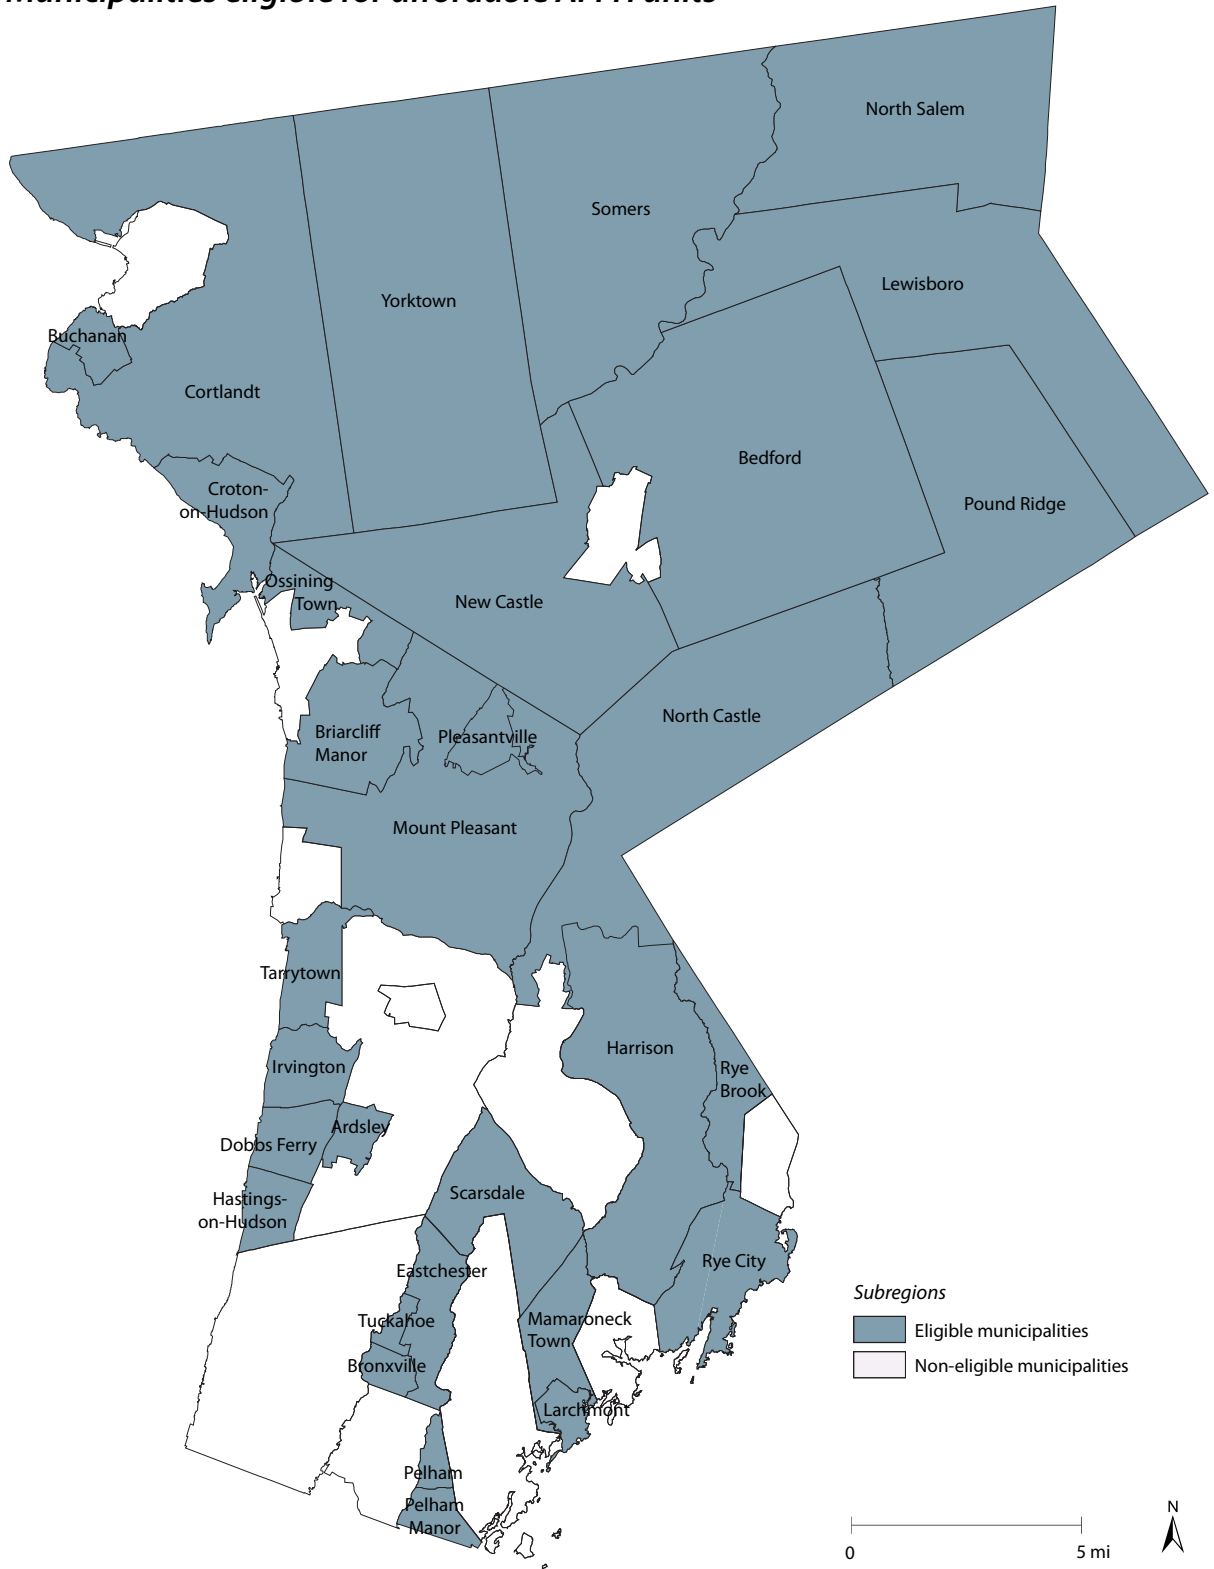 North Salem
Somers
Lewisboro
Yorktown
Buchanan
Cortlandt
Bedford
Croton-
on-Hudson
Pound Ridge
Ossining
Town
New Castle
North Castle
Briarcliff
Manor
Pleasantville
Mount Pleasant
Tarrytown
Harrison
Irvington
Rye
Brook
Ardsley
Dobbs Ferry
Hastings-
on-Hudson
Scarsdale
Rye City
Eastchester
Subregions
Tuckahoe
Mamaroneck
Town
Eligible municipalities
Bronxville
Non-eligible municipalities
Larchmont
Pelham
Pelham
Manor
N
0
5 mi